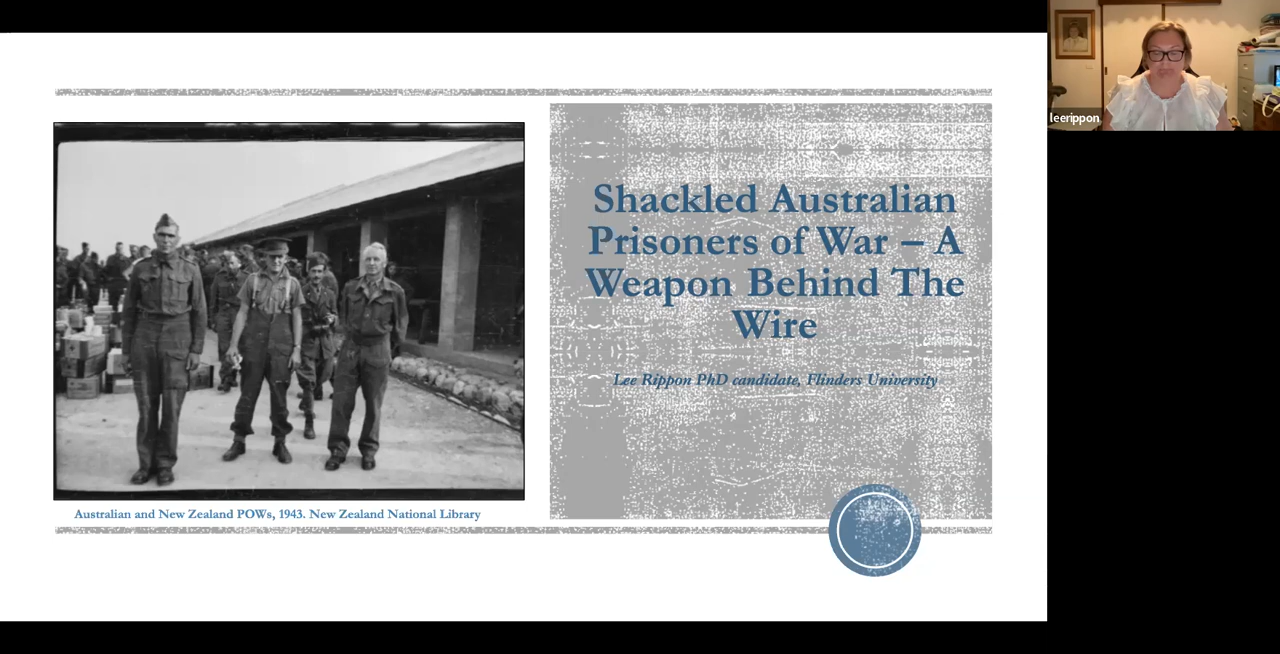 leerippon
Shackled Australian
Prisoners of War – A
Weapon Behind The
Wire
Lee Rippon PhD candidate, Flinders University
Australian and New Zealand POWs, 1943. New Zealand National Library